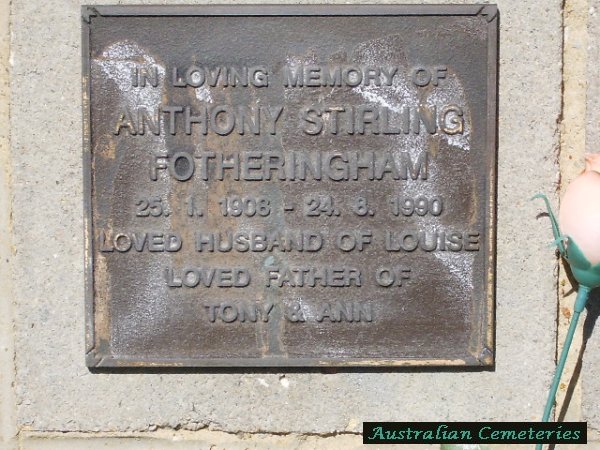 IN LOVING MEMORY OF
ANTHONY STIRLING
FOTHERINGHAM
25. 1. 1908 - 24. 8. 1990
LOVED HUSBAND OF LOUISE
LOVED FATHER OF
TONY & ANN
Australian Cemeteries